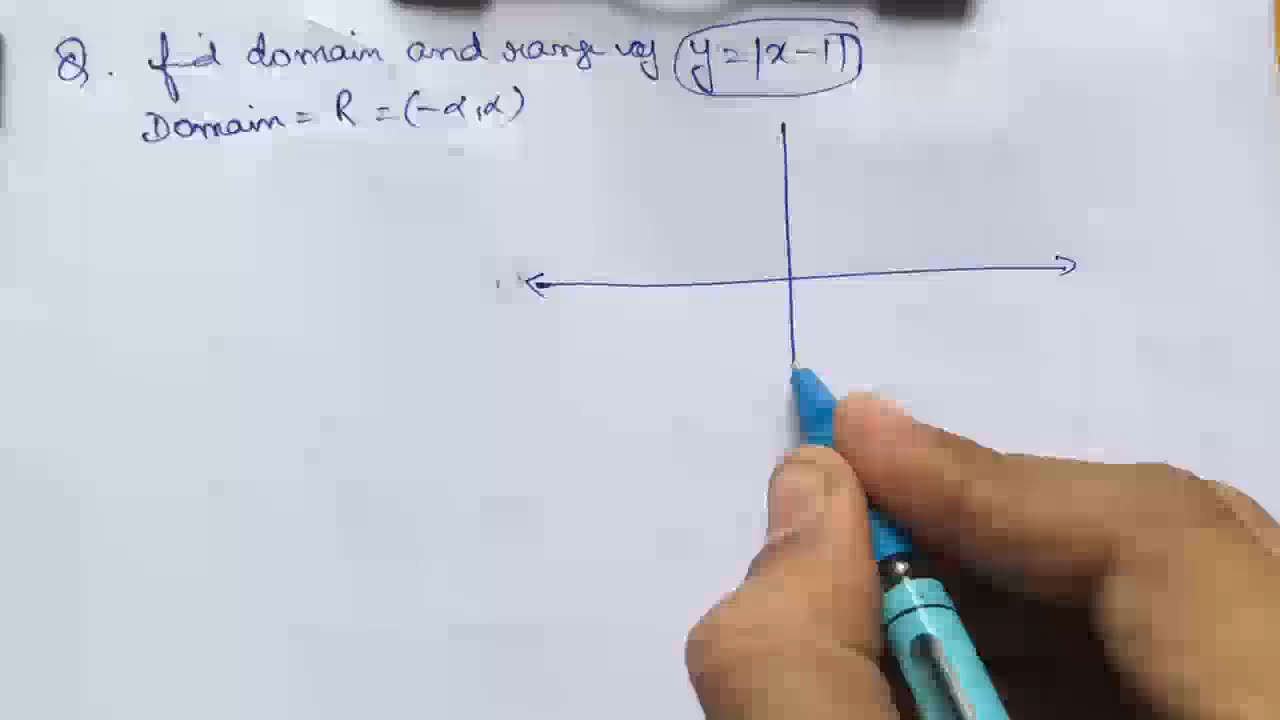 Q. find domain and range of y = |x-1|
Domain = R = (-α, α)